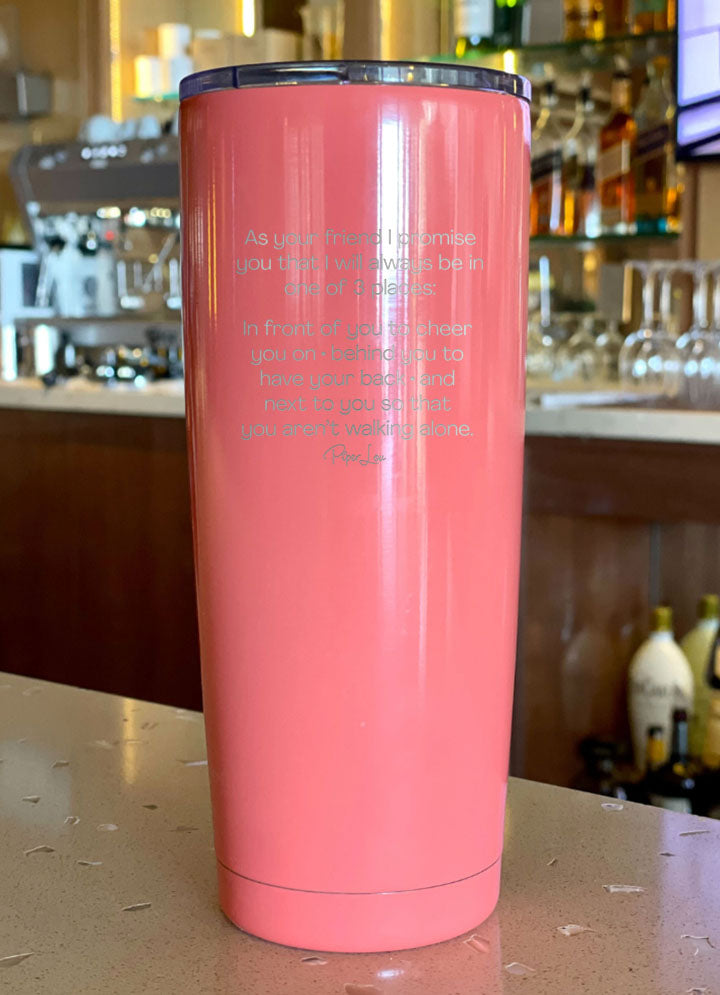 As your friend I promise
you that I will always be in
one of 3 places:
In front of you to cheer
you on • behind you to
have your back • and
next to you so that
you aren't walking alone.
Piper Lou